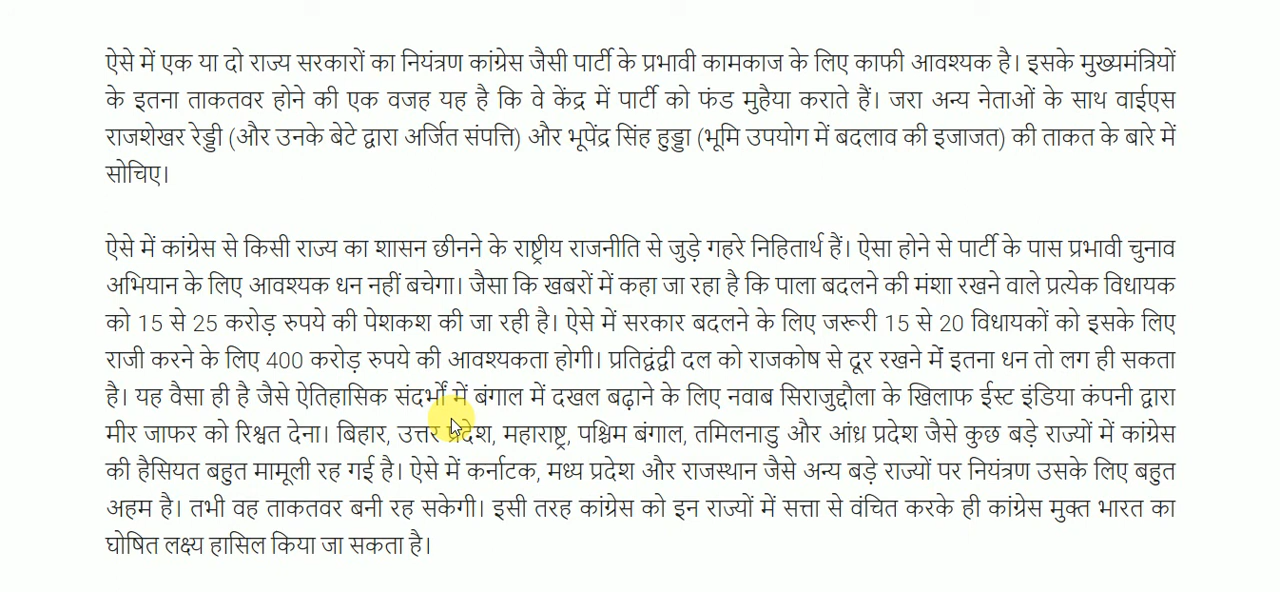 ऐसे में एक या दो राज्य सरकारों का नियंत्रण कांग्रेस जैसी पार्टी के प्रभावी कामकाज के लिए काफी आवश्यक है। इसके मुख्यमंत्रियों
के इतना ताकतवर होने की एक वजह यह है कि वे केंद्र में पार्टी को फंड मुहैया कराते हैं। जरा अन्य नेताओं के साथ वाईएस
राजशेखर रेड्डी (और उनके बेटे द्वारा अर्जित संपत्ति) और भूपेंद्र सिंह हुड्डा (भूमि उपयोग में बदलाव की इजाजत) की ताकत के बारे में
सोचिए।
ऐसे में कांग्रेस से किसी राज्य का शासन छीनने के राष्ट्रीय राजनीति से जुड़े गहरे निहितार्थ हैं। ऐसा होने से पार्टी के पास प्रभावी चुनाव
अभियान के लिए आवश्यक धन नहीं बचेगा। जैसा कि खबरों में कहा जा रहा है कि पाला बदलने की मंशा रखने वाले प्रत्येक विधायक
को 15 से 25 करोड़ रुपये की पेशकश की जा रही है। ऐसे में सरकार बदलने के लिए जरूरी 15 से 20 विधायकों को इसके लिए
राजी करने के लिए 400 करोड़ रुपये की आवश्यकता होगी। प्रतिद्वंद्वी दल को राजकोष से दूर रखने में इतना धन तो लग ही सकता
है। यह वैसा ही है जैसे ऐतिहासिक संदर्भों में बंगाल में दखल बढ़ाने के लिए नवाब सिराजुद्दौला के खिलाफ ईस्ट इंडिया कंपनी द्वारा
मीर जाफर को रिश्वत देना। बिहार, उत्तर प्रदेश, महाराष्ट्र, पश्चिम बंगाल, तमिलनाडु और आंध्र प्रदेश जैसे कुछ बड़े राज्यों में कांग्रेस
की हैसियत बहुत मामूली रह गई है। ऐसे में कर्नाटक, मध्य प्रदेश और राजस्थान जैसे अन्य बड़े राज्यों पर नियंत्रण उसके लिए बहुत
अहम है। तभी वह ताकतवर बनी रह सकेगी। इसी तरह कांग्रेस को इन राज्यों में सत्ता से वंचित करके ही कांग्रेस मुक्त भारत का
घोषित लक्ष्य हासिल किया जा सकता है।